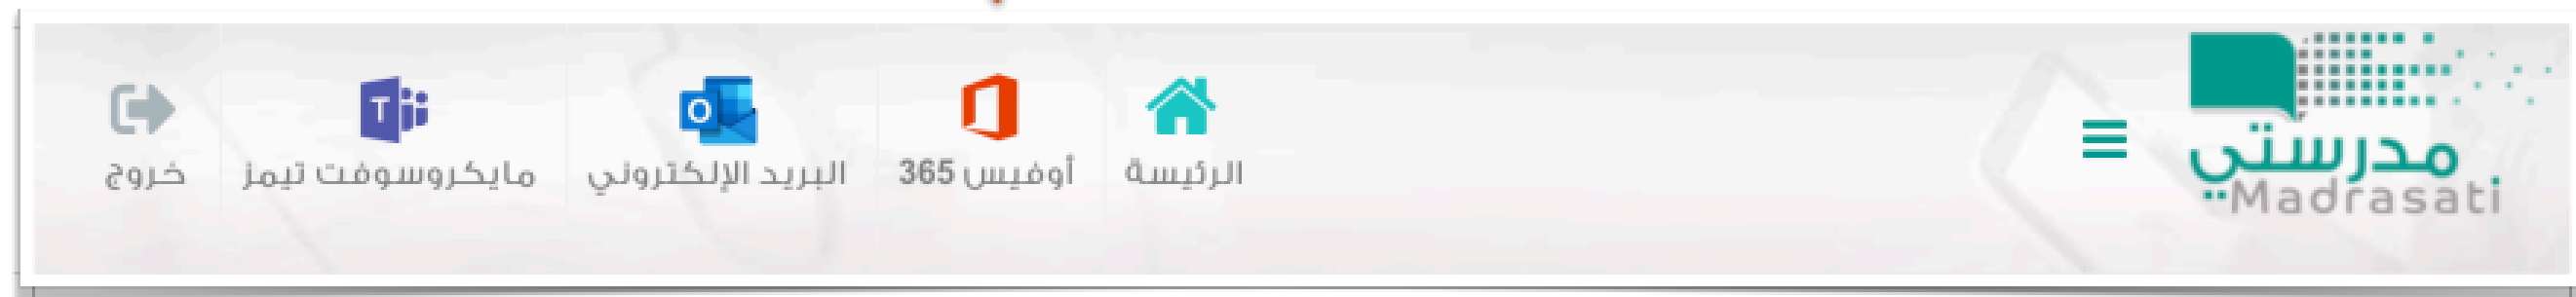 مدرستي
Madrasati
الرئيسة
أوفيس 365
البريد الإلكتروني
مايكروسوفت تيمز
خروج